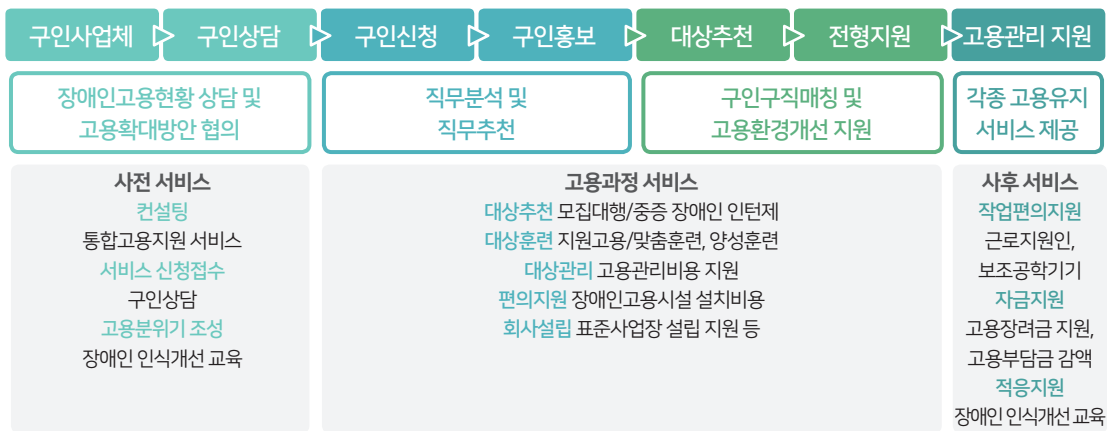 구인사업체
구인상담
구인신청
구인홍보
대상추천
전형지원
고용관리 지원
장애인고용현황 상담 및
고용확대방안 협의
직무분석 및
직무추천
구인구직매칭 및
고용환경개선 지원
각종 고용유지
서비스 제공
사전 서비스
컨설팅
통합고용지원 서비스
서비스 신청접수
구인상담
고용분위기 조성
장애인 인식개선 교육
고용과정 서비스
대상추천 모집대행/중증 장애인 인턴제
대상훈련 지원고용/맞춤훈련, 양성훈련
대상관리 고용관리비용 지원
편의지원 장애인고용시설 설치비용
회사설립 표준사업장 설립 지원 등
사후 서비스
작업편의지원
근로지원인,
보조공학기기
자금지원
고용장려금 지원,
고용부담금 감액
적응지원
장애인 인식개선 교육